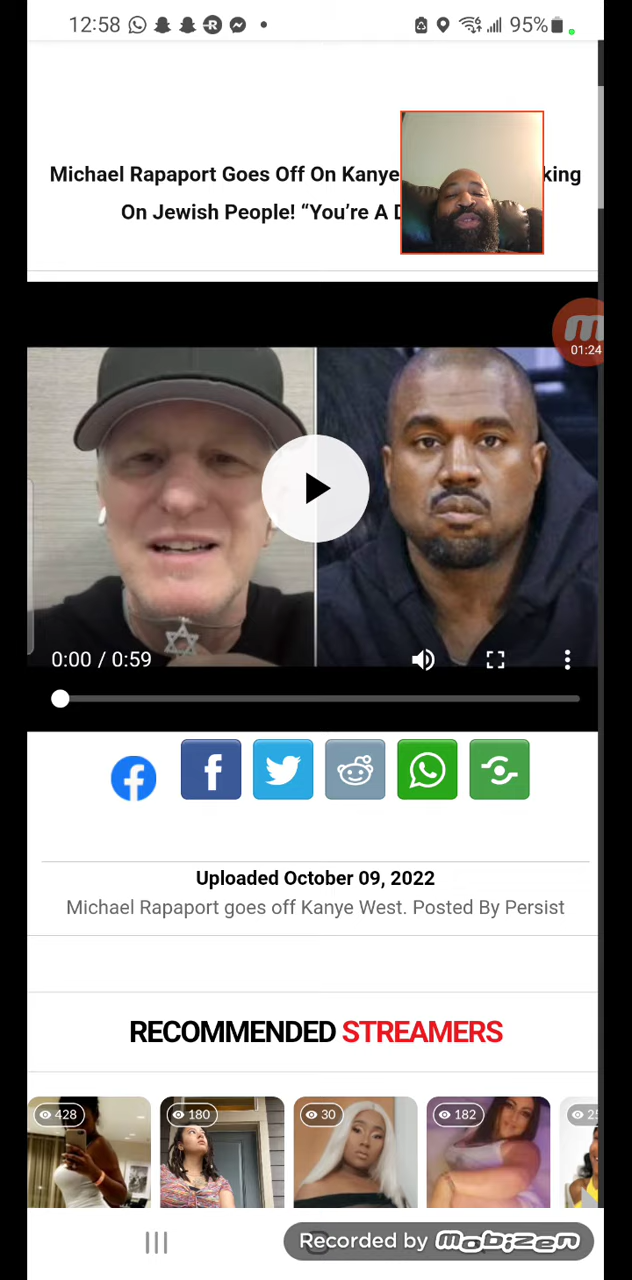 12:58
95%
Michael Rapaport Goes Off On Kanye king
On Jewish People! “You’re A
01:24
0:00 / 0:59
Uploaded October 09, 2022
Michael Rapaport goes off Kanye West. Posted By Persist
RECOMMENDED STREAMERS
428
180
30
182
Recorded by mobizen